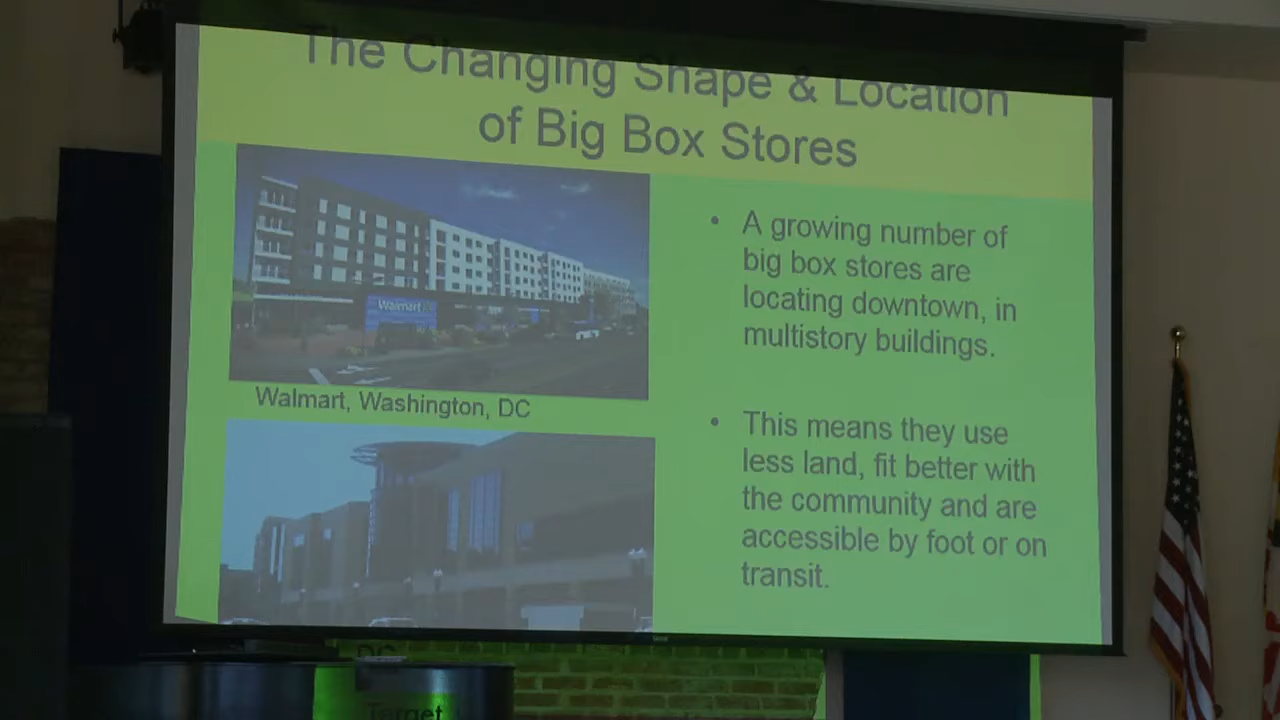 The Changing Shape & Location
of Big Box Stores
Walmart
Walmart, Washington, DC
• A growing number of
big box stores are
locating downtown, in
multistory buildings.
• This means they use
less land, fit better with
the community and are
accessible by foot or on
transit.
DC
Target